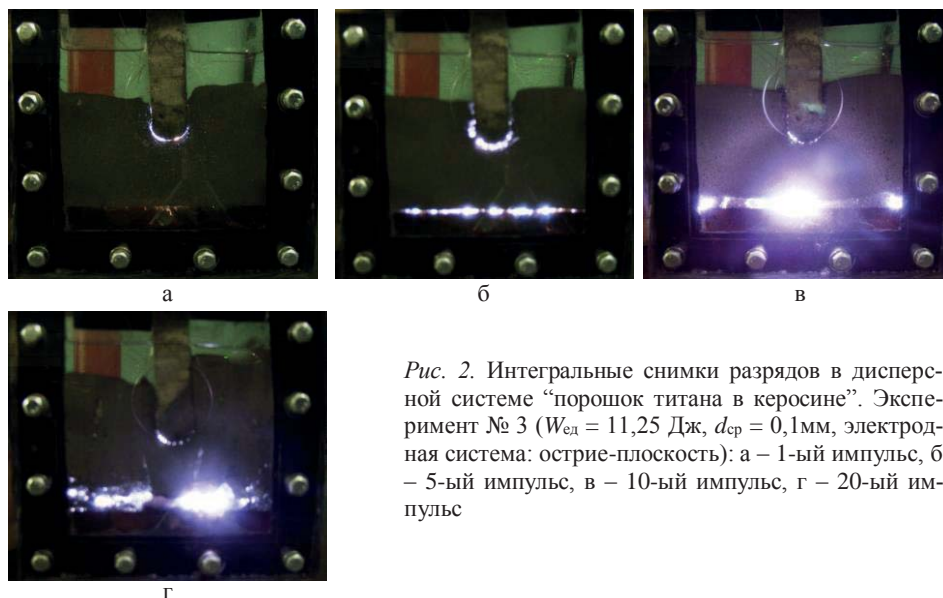 а
б
в
г
Рис. 2. Интегральные снимки разрядов в дисперс-
ной системе “порошок титана в керосине”. Экспе-
римент № 3 (Wед = 11,25 Дж, dср = 0,1мм, электрод-
ная система: острие-плоскость): а – 1-ый импульс, б
– 5-ый импульс, в – 10-ый импульс, г – 20-ый им-
пульс